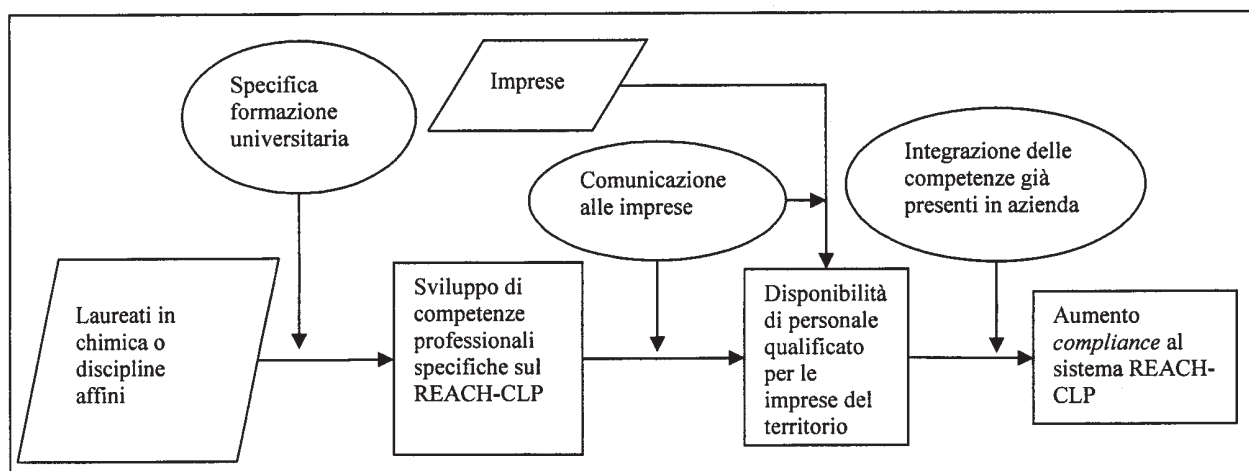 Specifica
formazione
universitaria
Imprese
Comunicazione
alle imprese
Integrazione delle
competenze già
presenti in azienda
Laureati in
chimica o
discipline
affini
Sviluppo di
competenze
professionali
specifiche sul
REACH-CLP
Disponibilità
di personale
qualificato
per le
imprese del
territorio
Aumento
compliance al
sistema REACH-
CLP